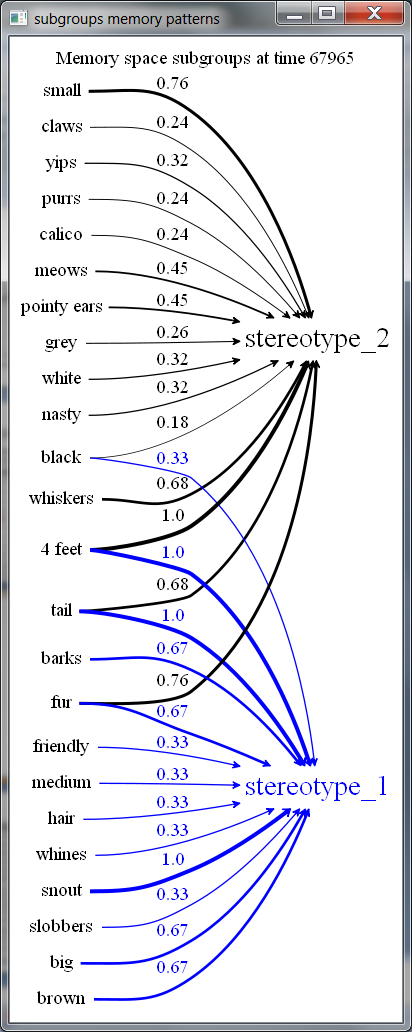 subgroups memory patterns
Memory space subgroups at time 67965
small
0.76
claws
0.24
yips
0.32
purrs
0.24
calico
0.24
meows
0.45
pointy ears
0.45
grey
0.26
stereotype_2
white
0.32
nasty
0.32
black
0.18
0.33
whiskers
0.68
4 feet
1.0
1.0
tail
0.68
1.0
barks
0.67
fur
0.76
0.67
friendly
0.33
medium
0.33
stereotype_1
hair
0.33
whines
0.33
snout
1.0
slobbers
0.33
big
0.67
brown
0.67